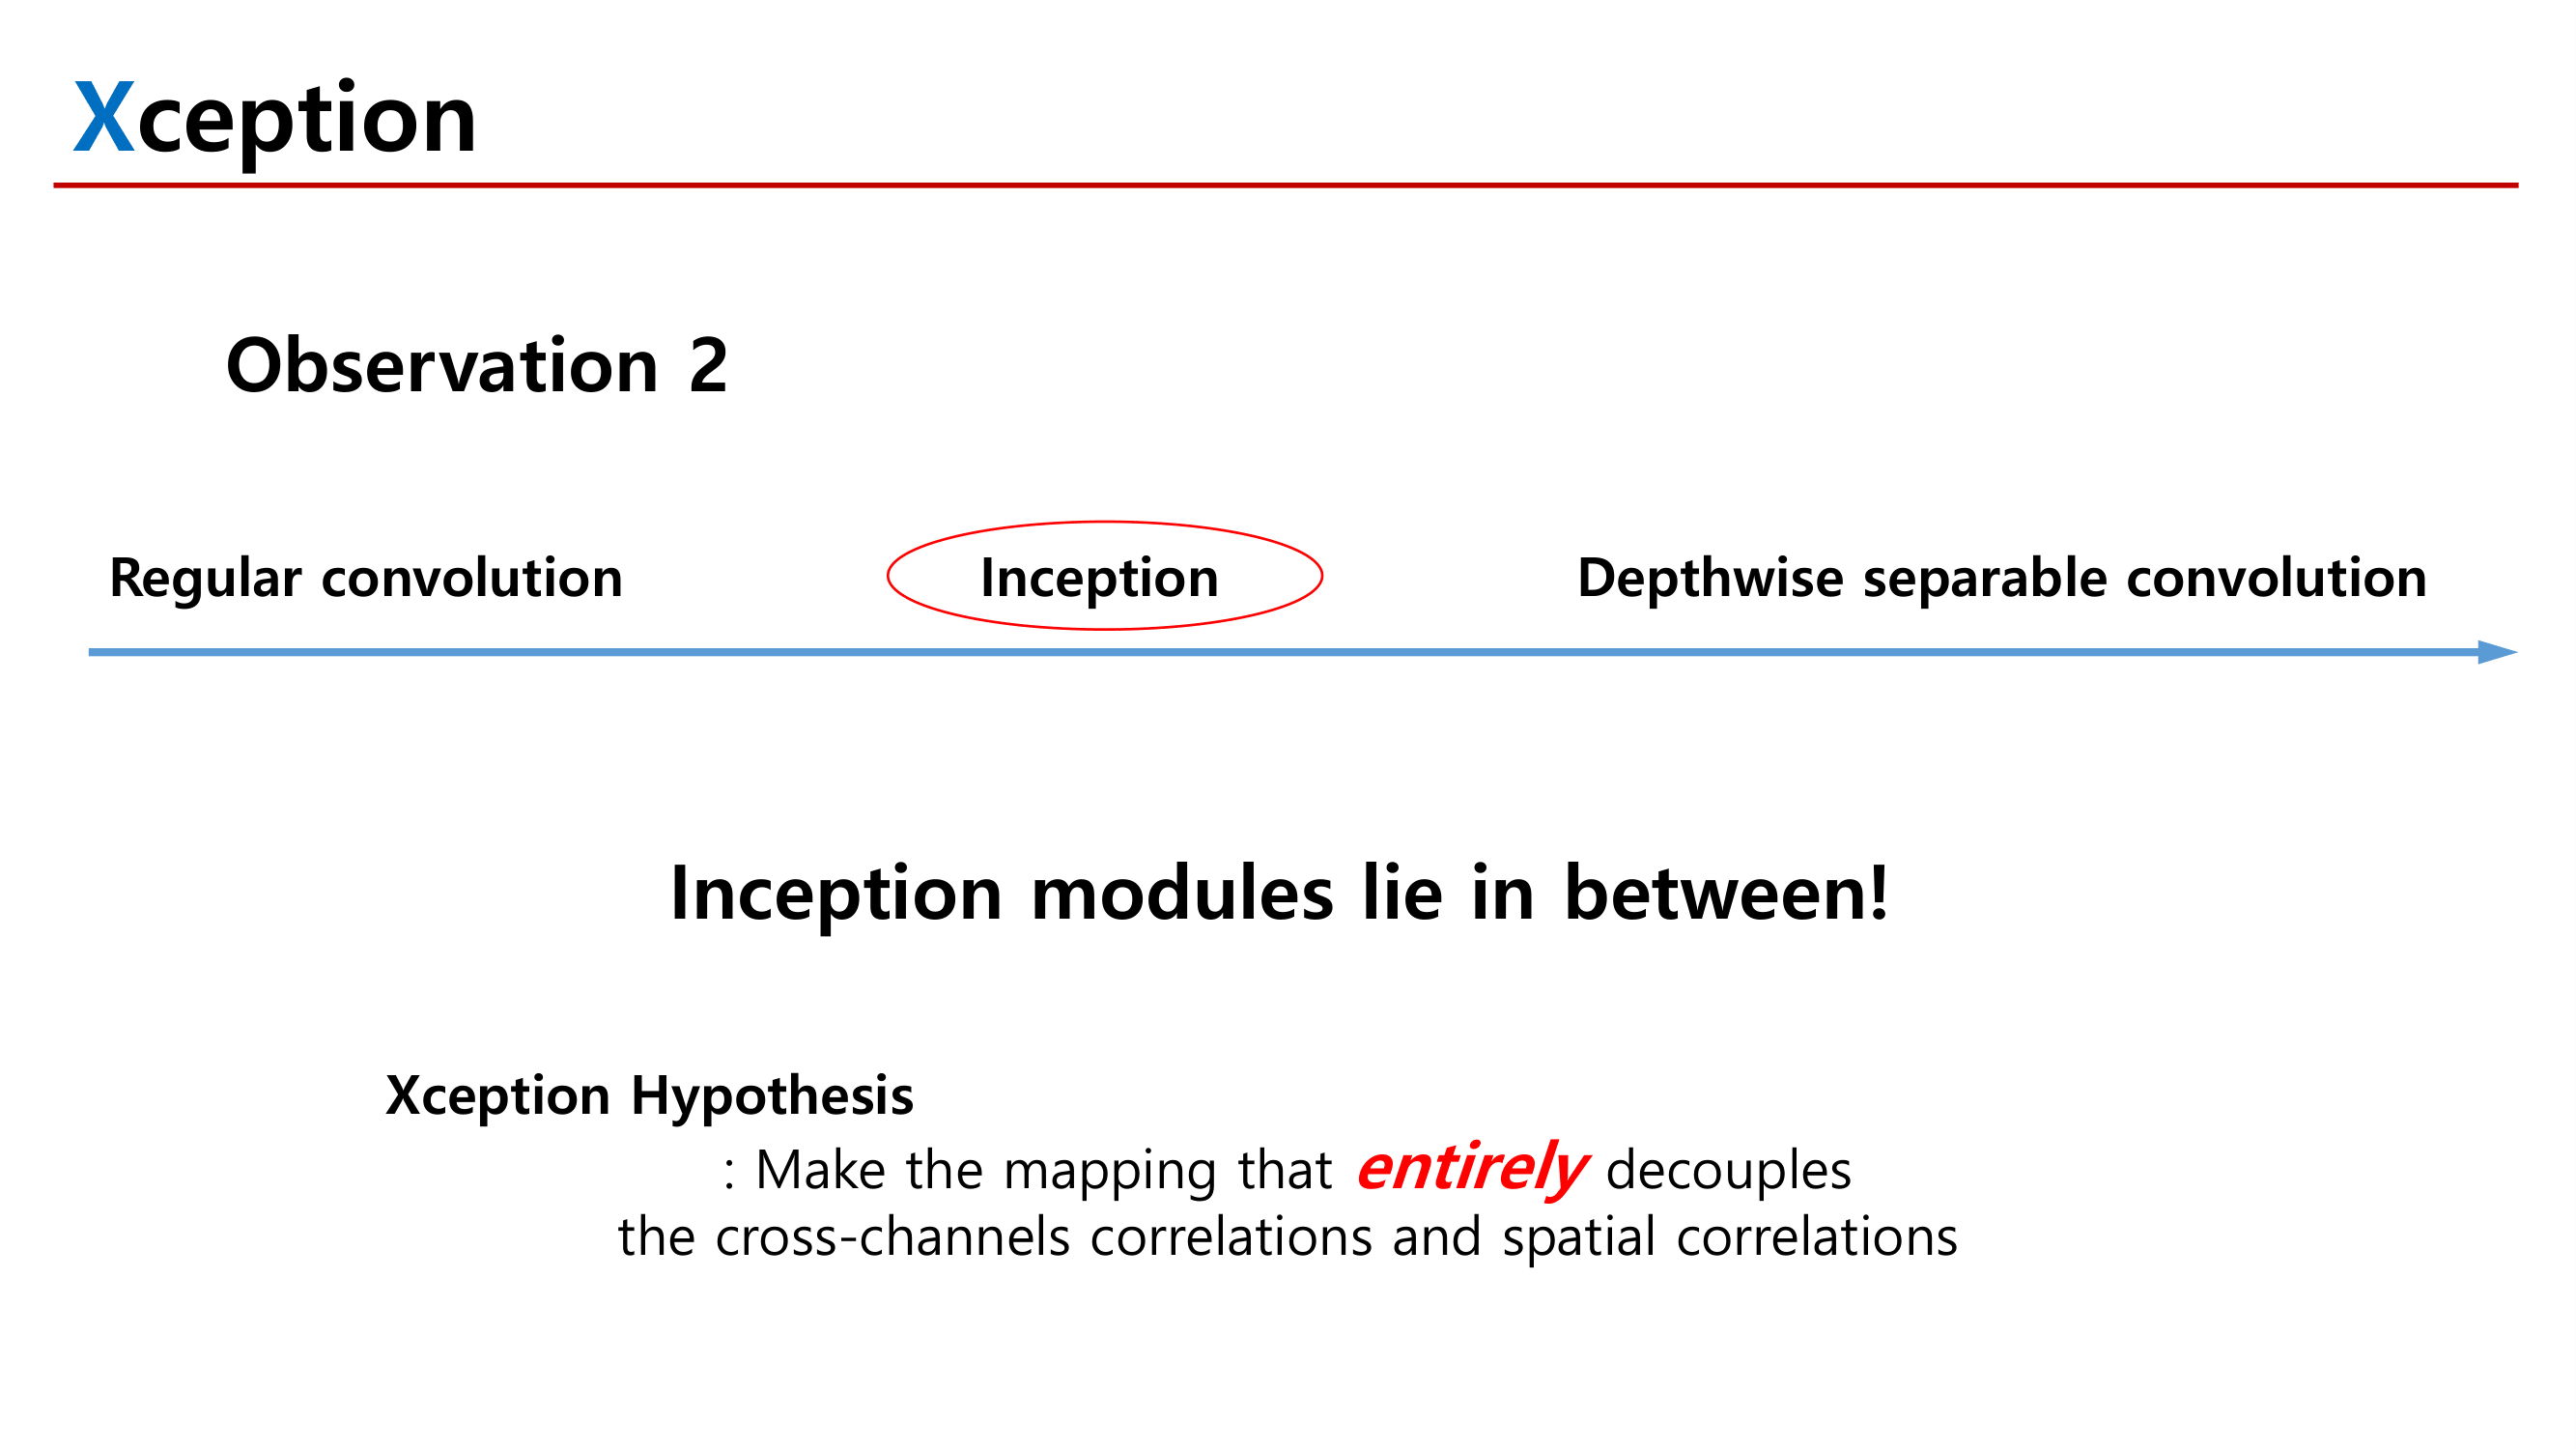 Xception
Observation 2
Regular convolution
Inception
Depthwise separable convolution
Inception modules lie in between!
Xception Hypothesis
: Make the mapping that entirely decouples
the cross-channels correlations and spatial correlations